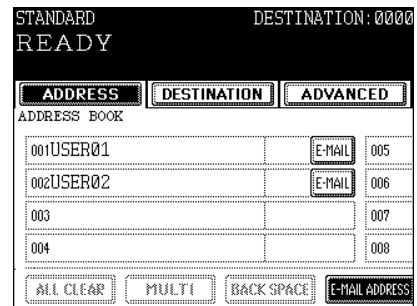 STANDARD DESTINATION:0000
READY
ADDRESS DESTINATION ADVANCED
ADDRESS BOOK
001USER01 E-MAIL 005
002USER02 E-MAIL 006
003 007
004 008
ALL CLEAR MULTI BACK SPACE E-MAIL ADDRESS